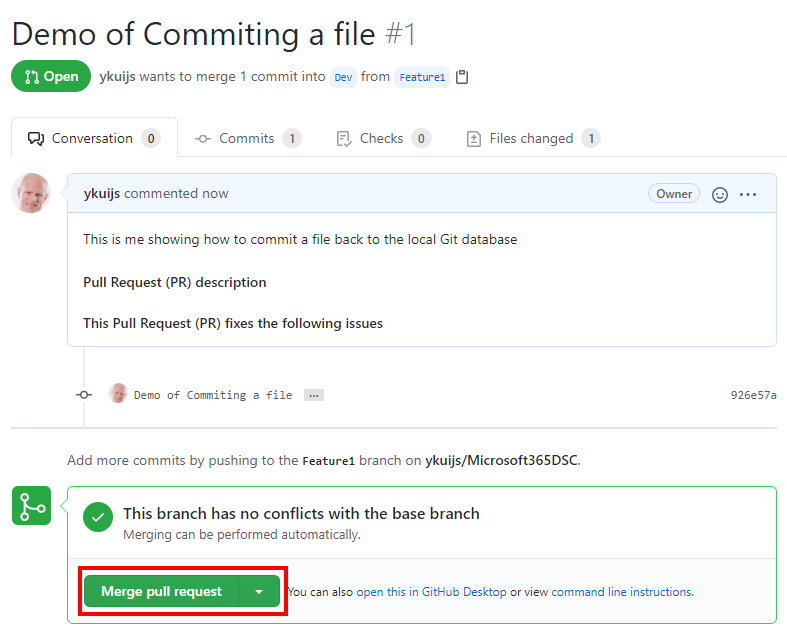 Demo of Commiting a file #1
Open ykuijs wants to merge 1 commit into Dev from Feature1
Conversation 0 Commits 1 Checks 0 Files changed 1
ykuijs commented now Owner
This is me showing how to commit a file back to the local Git database
Pull Request (PR) description
This Pull Request (PR) fixes the following issues
Demo of Commiting a file ... 926e57a
Add more commits by pushing to the Feature1 branch on ykuijs/Microsoft365DSC.
This branch has no conflicts with the base branch
Merging can be performed automatically.
Merge pull request You can also open this in GitHub Desktop or view command line instructions.